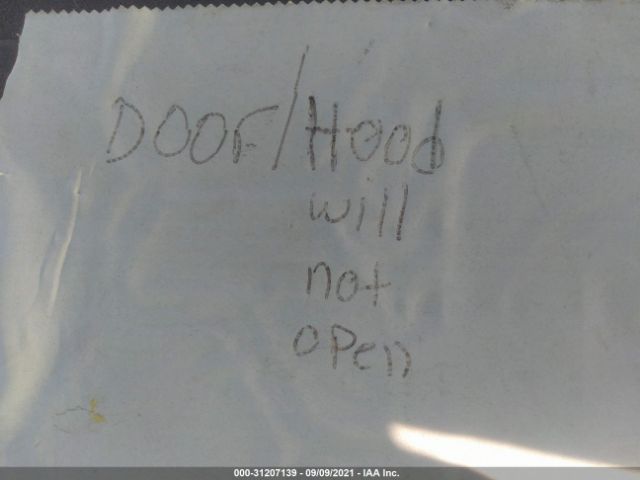 DOOr/Hood
will
not
open
000-31207139 - 09/09/2021 - IAA Inc.